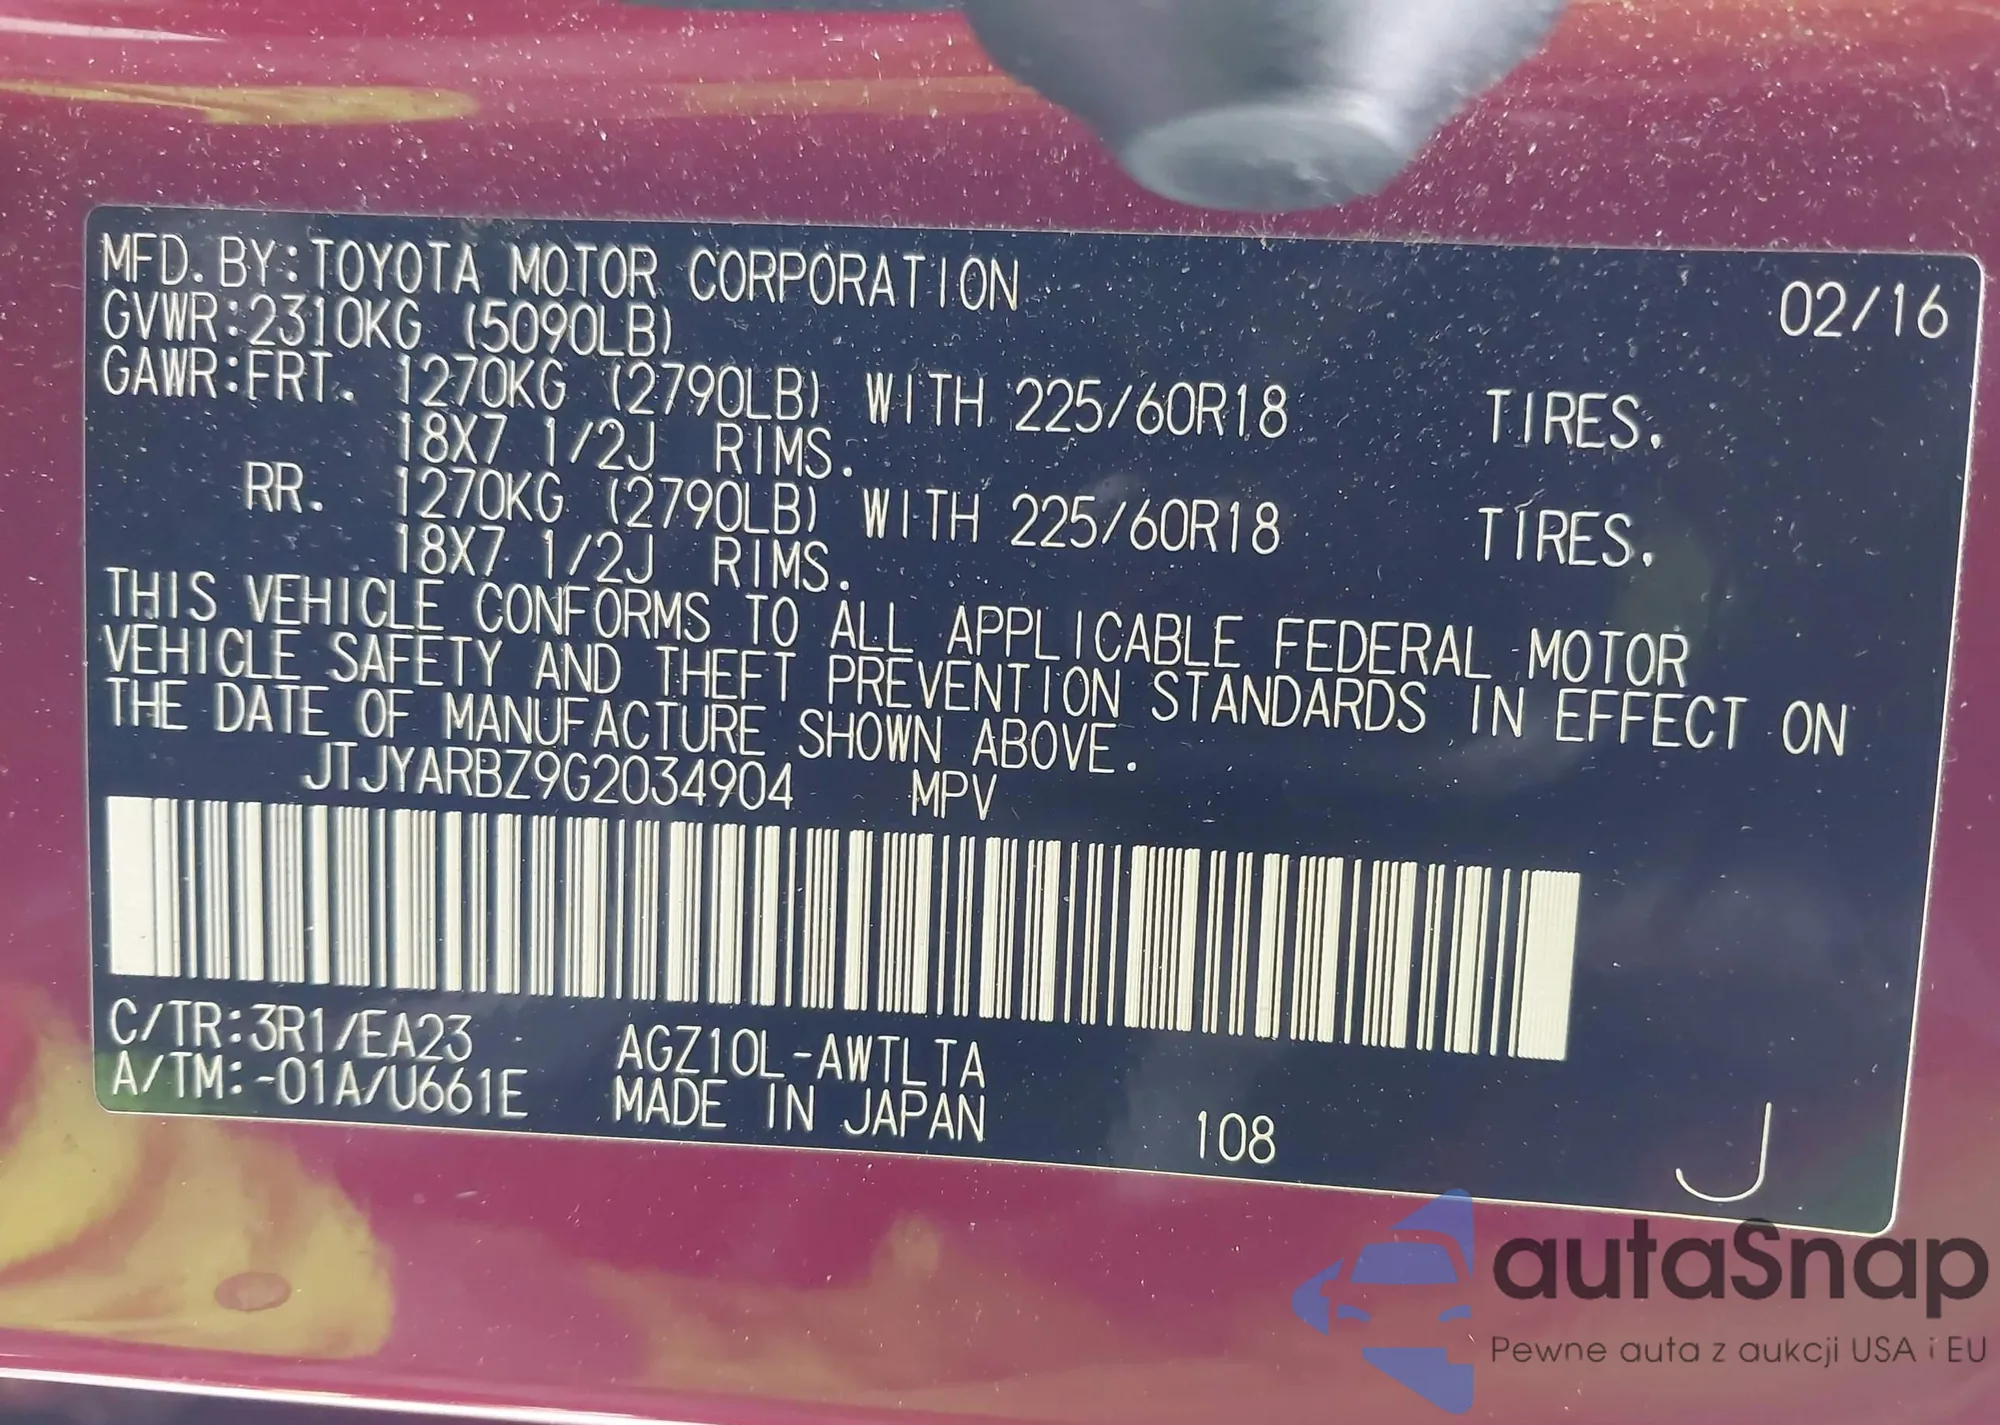 MFD. BY:TOYOTA MOTOR CORPORATION 02/16
GVWR:2310KG (5090LB)
GAWR:FRT. 1270KG (2790LB) WITH 225/60R18 TIRES.
18X7 1/2J RIMS.
RR. 1270KG (2790LB) WITH 225/60R18 TIRES.
18X7 1/2J RIMS.
THIS VEHICLE CONFORMS TO ALL APPLICABLE FEDERAL MOTOR
VEHICLE SAFETY AND THEFT PREVENTION STANDARDS IN EFFECT ON
THE DATE OF MANUFACTURE SHOWN ABOVE.
JTJYARBZ9G2034904 MPV
C/TR:3R1/EA23 AGZ10L-AWTLTA
A/TM:-01A/U661E MADE IN JAPAN 108 J
autaSnap
Pewne auta z aukcji USA i EU